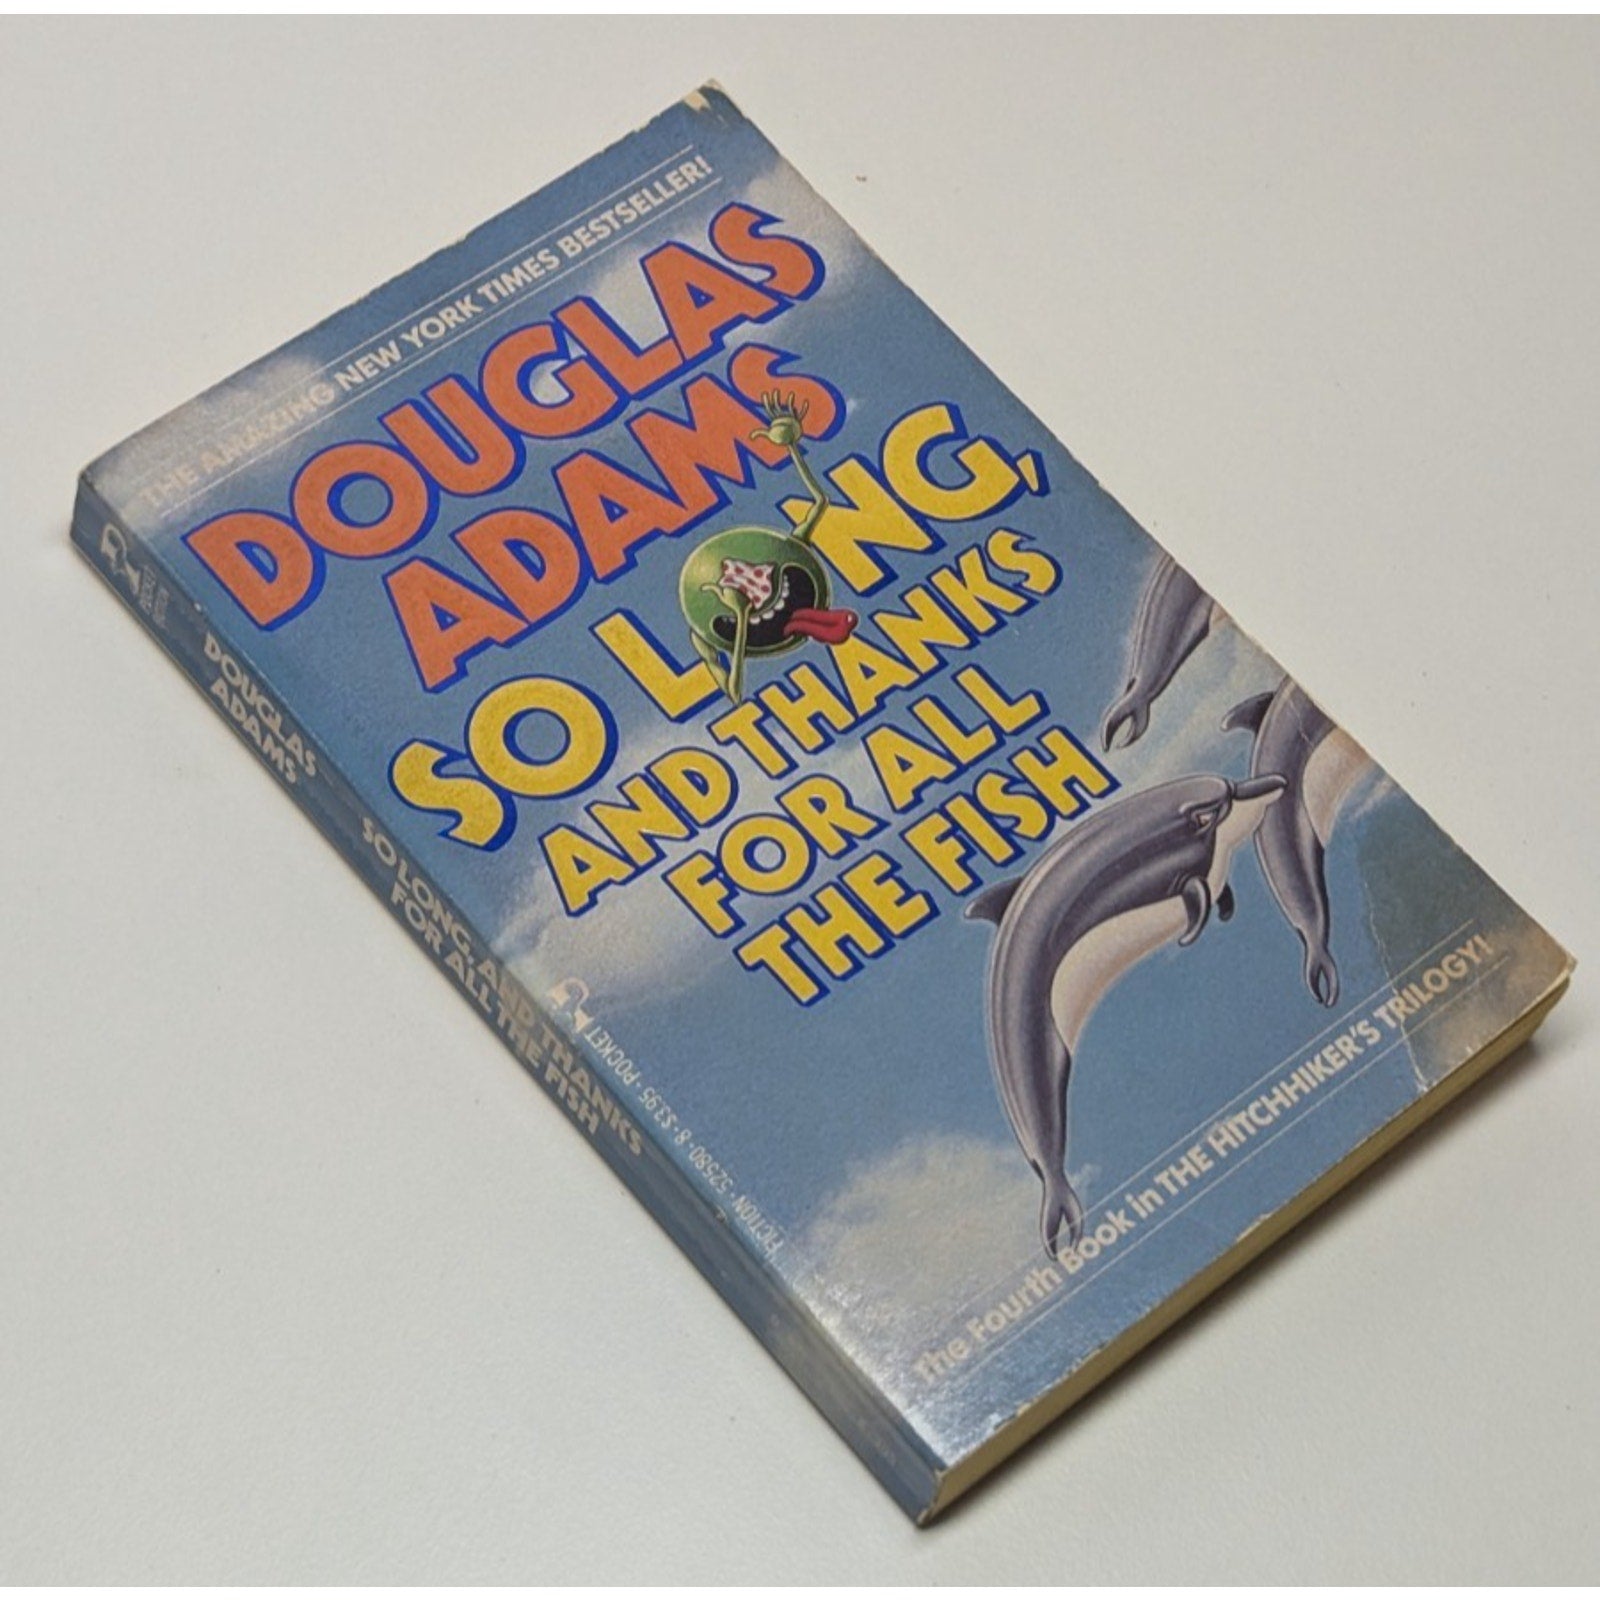 THE AMAZING NEW YORK TIMES BESTSELLER!
DOUGLAS
ADAMS
SO LONG,
AND THANKS
FOR ALL
THE FISH
The Fourth Book in THE HITCHHIKER'S TRILOGY!
FICTION · 52580 · 8 · $3.95 · POCKET
DOUGLAS
ADAMS
SO LONG, AND THANKS
FOR ALL THE FISH